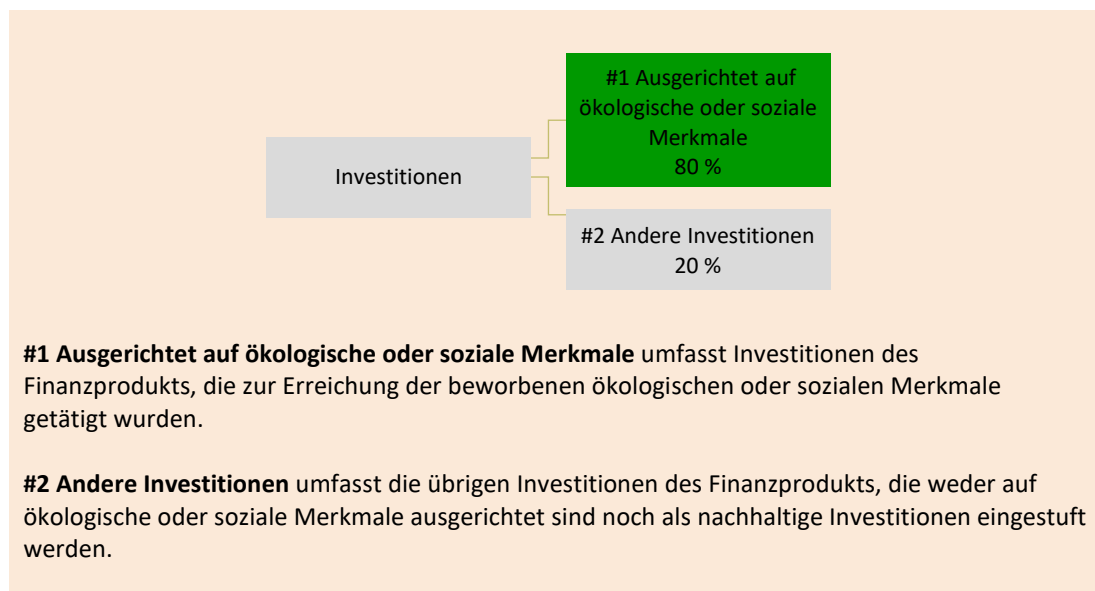 #1 Ausgerichtet auf
ökologische oder soziale
Merkmale
80 %
Investitionen
#2 Andere Investitionen
20 %
#1 Ausgerichtet auf ökologische oder soziale Merkmale umfasst Investitionen des
Finanzprodukts, die zur Erreichung der beworbenen ökologischen oder sozialen Merkmale
getätigt wurden.
#2 Andere Investitionen umfasst die übrigen Investitionen des Finanzprodukts, die weder auf
ökologische oder soziale Merkmale ausgerichtet sind noch als nachhaltige Investitionen eingestuft
werden.